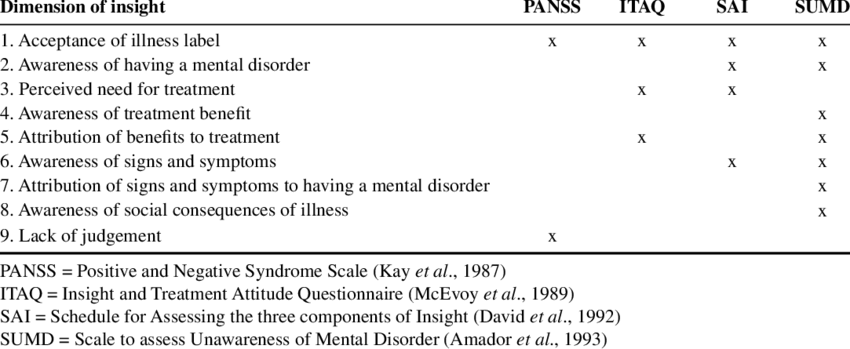 Dimension of insight PANSS ITAQ SAI SUMD
1. Acceptance of illness label x x x x
2. Awareness of having a mental disorder x x
3. Perceived need for treatment x x
4. Awareness of treatment benefit x
5. Attribution of benefits to treatment x x
6. Awareness of signs and symptoms x x
7. Attribution of signs and symptoms to having a mental disorder x
8. Awareness of social consequences of illness x
9. Lack of judgement x
PANSS = Positive and Negative Syndrome Scale (Kay et al., 1987)
ITAQ = Insight and Treatment Attitude Questionnaire (McEvoy et al., 1989)
SAI = Schedule for Assessing the three components of Insight (David et al., 1992)
SUMD = Scale to assess Unawareness of Mental Disorder (Amador et al., 1993)